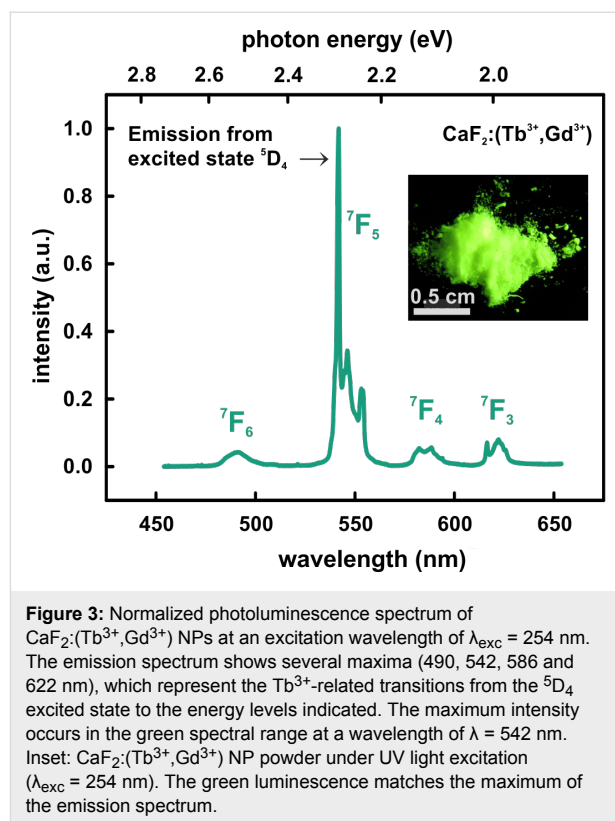 photon energy (eV)
2.8 2.6 2.4 2.2 2.0
Emission from
excited state ⁵D₄ →
CaF₂:(Tb³⁺,Gd³⁺)
1.0
0.8
0.6
0.4
0.2
0.0
intensity (a.u.)
⁷F₅
0.5 cm
⁷F₆
⁷F₄
⁷F₃
450 500 550 600 650
wavelength (nm)
Figure 3: Normalized photoluminescence spectrum of
CaF₂:(Tb³⁺,Gd³⁺) NPs at an excitation wavelength of λexc = 254 nm.
The emission spectrum shows several maxima (490, 542, 586 and
622 nm), which represent the Tb³⁺-related transitions from the ⁵D₄
excited state to the energy levels indicated. The maximum intensity
occurs in the green spectral range at a wavelength of λ = 542 nm.
Inset: CaF₂:(Tb³⁺,Gd³⁺) NP powder under UV light excitation
(λexc = 254 nm). The green luminescence matches the maximum of
the emission spectrum.